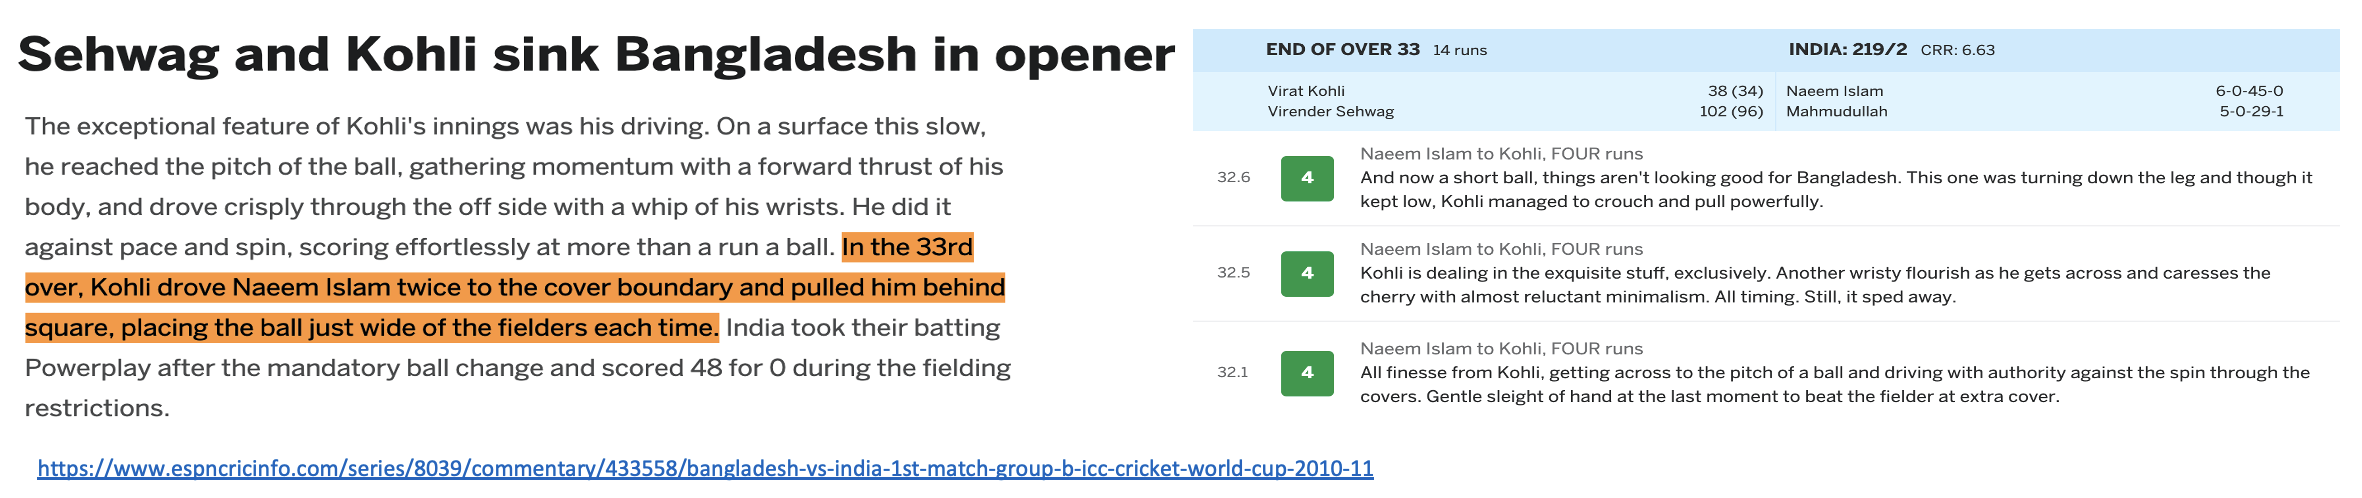 Sehwag and Kohli sink Bangladesh in opener
The exceptional feature of Kohli's innings was his driving. On a surface this slow,
he reached the pitch of the ball, gathering momentum with a forward thrust of his
body, and drove crisply through the off side with a whip of his wrists. He did it
against pace and spin, scoring effortlessly at more than a run a ball. In the 33rd
over, Kohli drove Naeem Islam twice to the cover boundary and pulled him behind
square, placing the ball just wide of the fielders each time. India took their batting
Powerplay after the mandatory ball change and scored 48 for 0 during the fielding
restrictions.
END OF OVER 33 14 runs INDIA: 219/2 CRR: 6.63
Virat Kohli 38 (34) Naeem Islam 6-0-45-0
Virender Sehwag 102 (96) Mahmudullah 5-0-29-1
Naeem Islam to Kohli, FOUR runs
32.6 4 And now a short ball, things aren't looking good for Bangladesh. This one was turning down the leg and though it
kept low, Kohli managed to crouch and pull powerfully.
Naeem Islam to Kohli, FOUR runs
32.5 4 Kohli is dealing in the exquisite stuff, exclusively. Another wristy flourish as he gets across and caresses the
cherry with almost reluctant minimalism. All timing. Still, it sped away.
Naeem Islam to Kohli, FOUR runs
32.1 4 All finesse from Kohli, getting across to the pitch of a ball and driving with authority against the spin through the
covers. Gentle sleight of hand at the last moment to beat the fielder at extra cover.
https://www.espncricinfo.com/series/8039/commentary/433558/bangladesh-vs-india-1st-match-group-b-icc-cricket-world-cup-2010-11